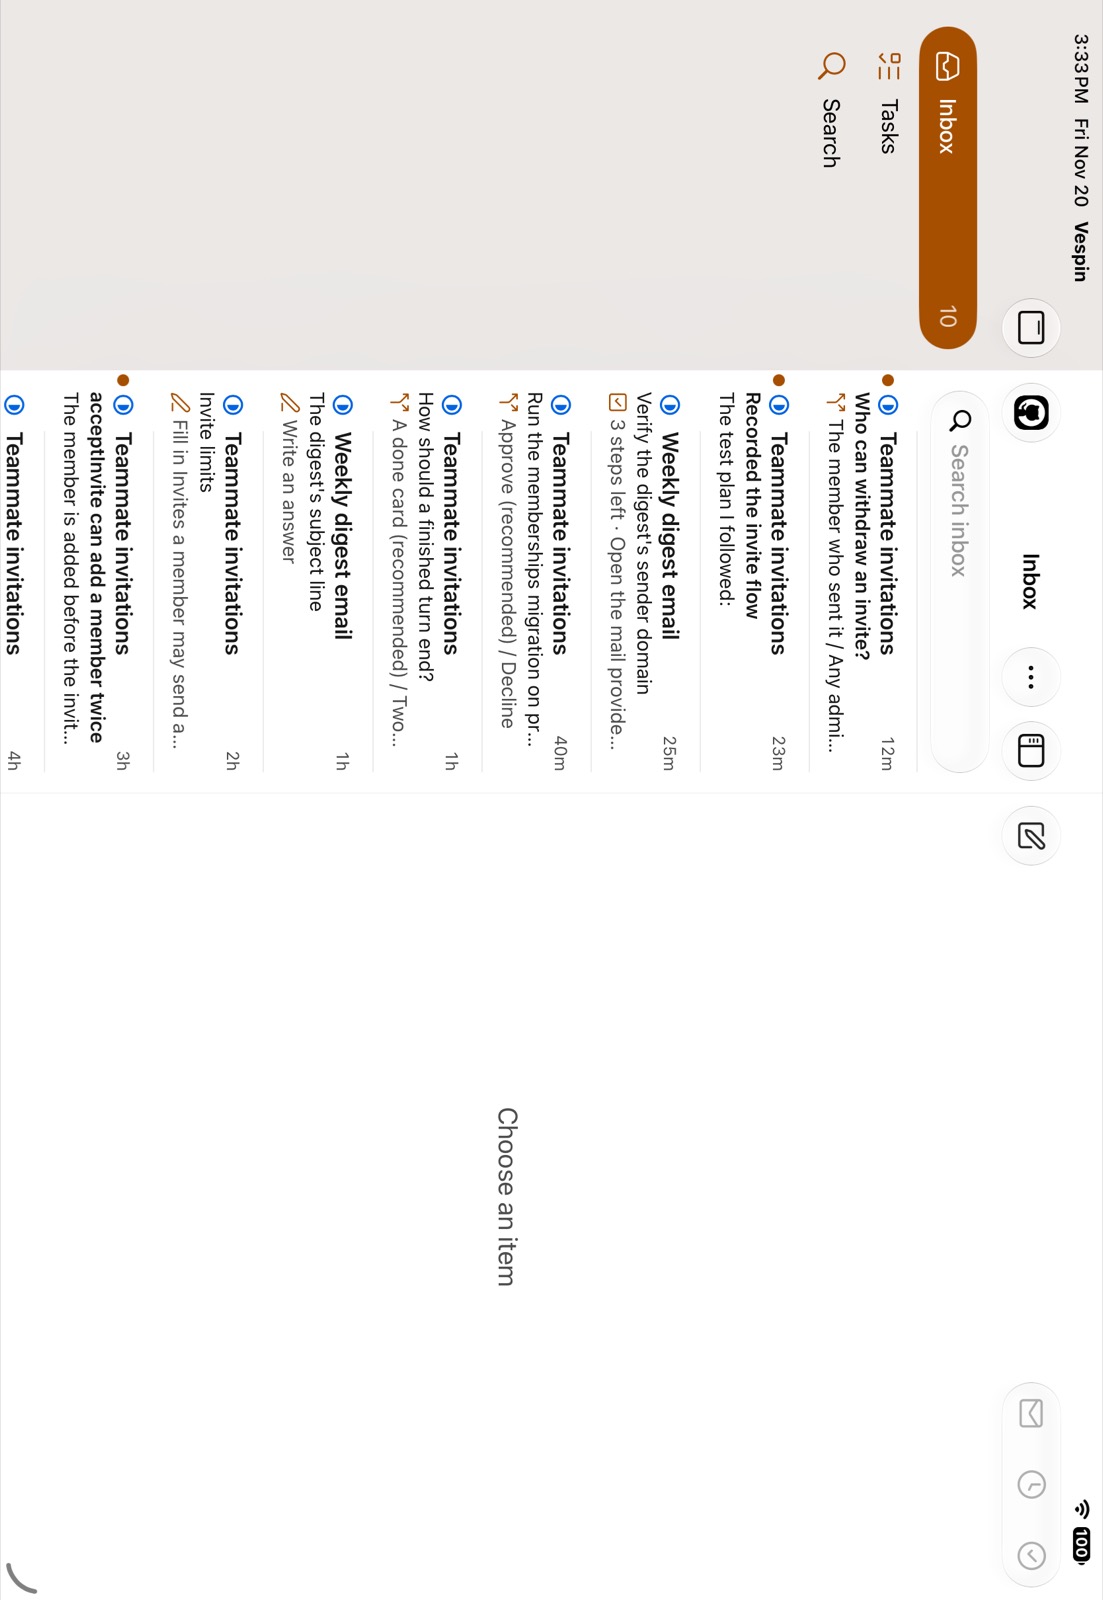 3:33 PM Fri Nov 20 Vespin
100
Inbox
10
Tasks
Search
Inbox
Search inbox
Teammate invitations 12m
Who can withdraw an invite?
The member who sent it / Any admi...
Teammate invitations 23m
Recorded the invite flow
The test plan I followed:
Weekly digest email 25m
Verify the digest's sender domain
3 steps left · Open the mail provide...
Teammate invitations 40m
Run the memberships migration on pr...
Approve (recommended) / Decline
Teammate invitations 1h
How should a finished turn end?
A done card (recommended) / Two...
Weekly digest email 1h
The digest's subject line
Write an answer
Teammate invitations 2h
Invite limits
Fill in Invites a member may send a...
Teammate invitations 3h
acceptInvite can add a member twice
The member is added before the invit...
Teammate invitations 4h
Choose an item